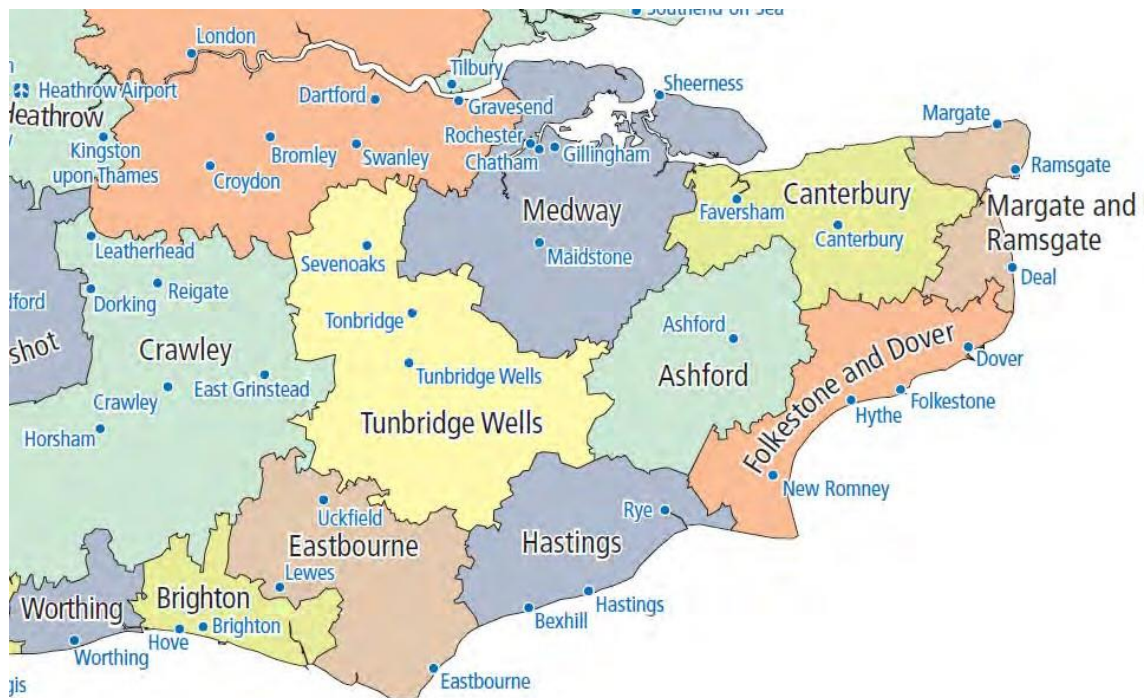 Southend-on-Sea
London
Heathrow Airport
Heathrow
Kingston
upon Thames
Dartford
Tilbury
Gravesend
Sheerness
Bromley
Swanley
Croydon
Rochester
Chatham
Gillingham
Margate
Ramsgate
Margate and
Ramsgate
Canterbury
Faversham
Canterbury
Medway
Maidstone
Deal
Leatherhead
Sevenoaks
Dorking
Reigate
dford
shot
Crawley
Tonbridge
Tunbridge Wells
Tunbridge Wells
Ashford
Ashford
Folkestone and Dover
Dover
Folkestone
Hythe
New Romney
Crawley
East Grinstead
Horsham
Uckfield
Eastbourne
Lewes
Rye
Hastings
Hastings
Bexhill
Worthing
Brighton
Brighton
Hove
Worthing
Eastbourne
gis